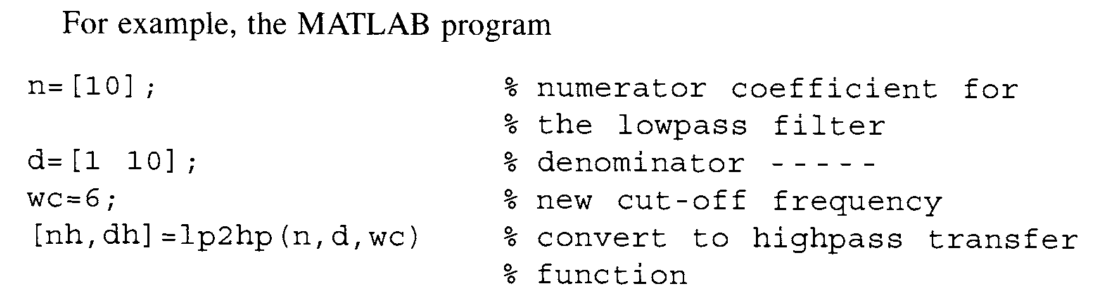 For example, the MATLAB program
n=[10]; % numerator coefficient for
% the lowpass filter
d=[1 10]; % denominator -----
wc=6; % new cut-off frequency
[nh,dh]=lp2hp(n,d,wc) % convert to highpass transfer
% function